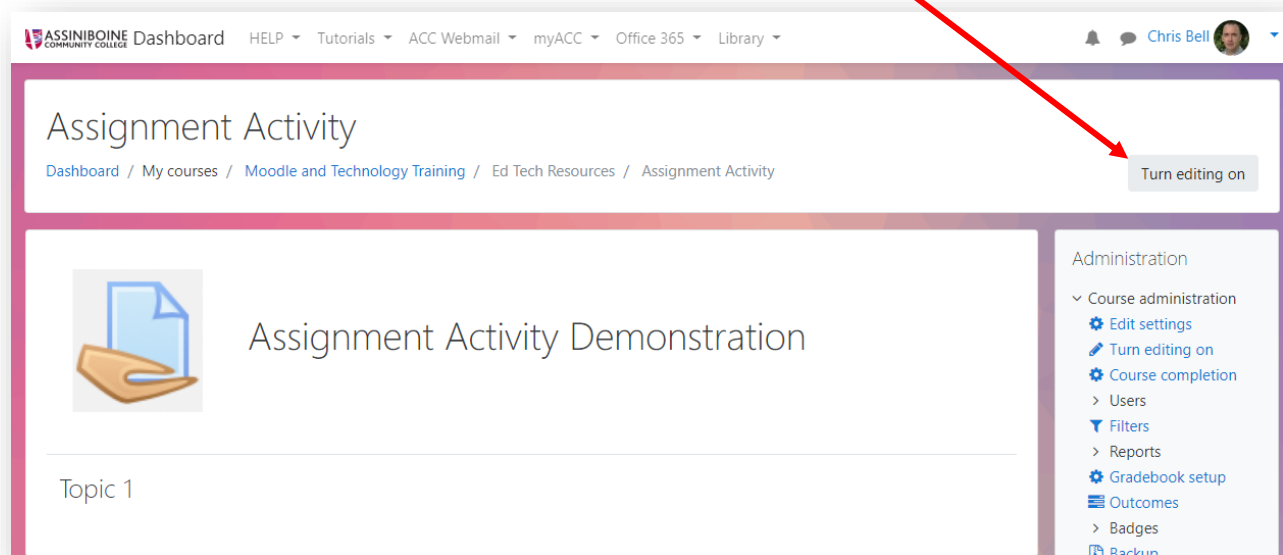 ASSINIBOINE COMMUNITY COLLEGE Dashboard HELP Tutorials ACC Webmail myACC Office 365 Library Chris Bell
Assignment Activity
Dashboard / My courses / Moodle and Technology Training / Ed Tech Resources / Assignment Activity
Turn editing on
Assignment Activity Demonstration
Topic 1
Administration
Course administration
Edit settings
Turn editing on
Course completion
Users
Filters
Reports
Gradebook setup
Outcomes
Badges
Backup